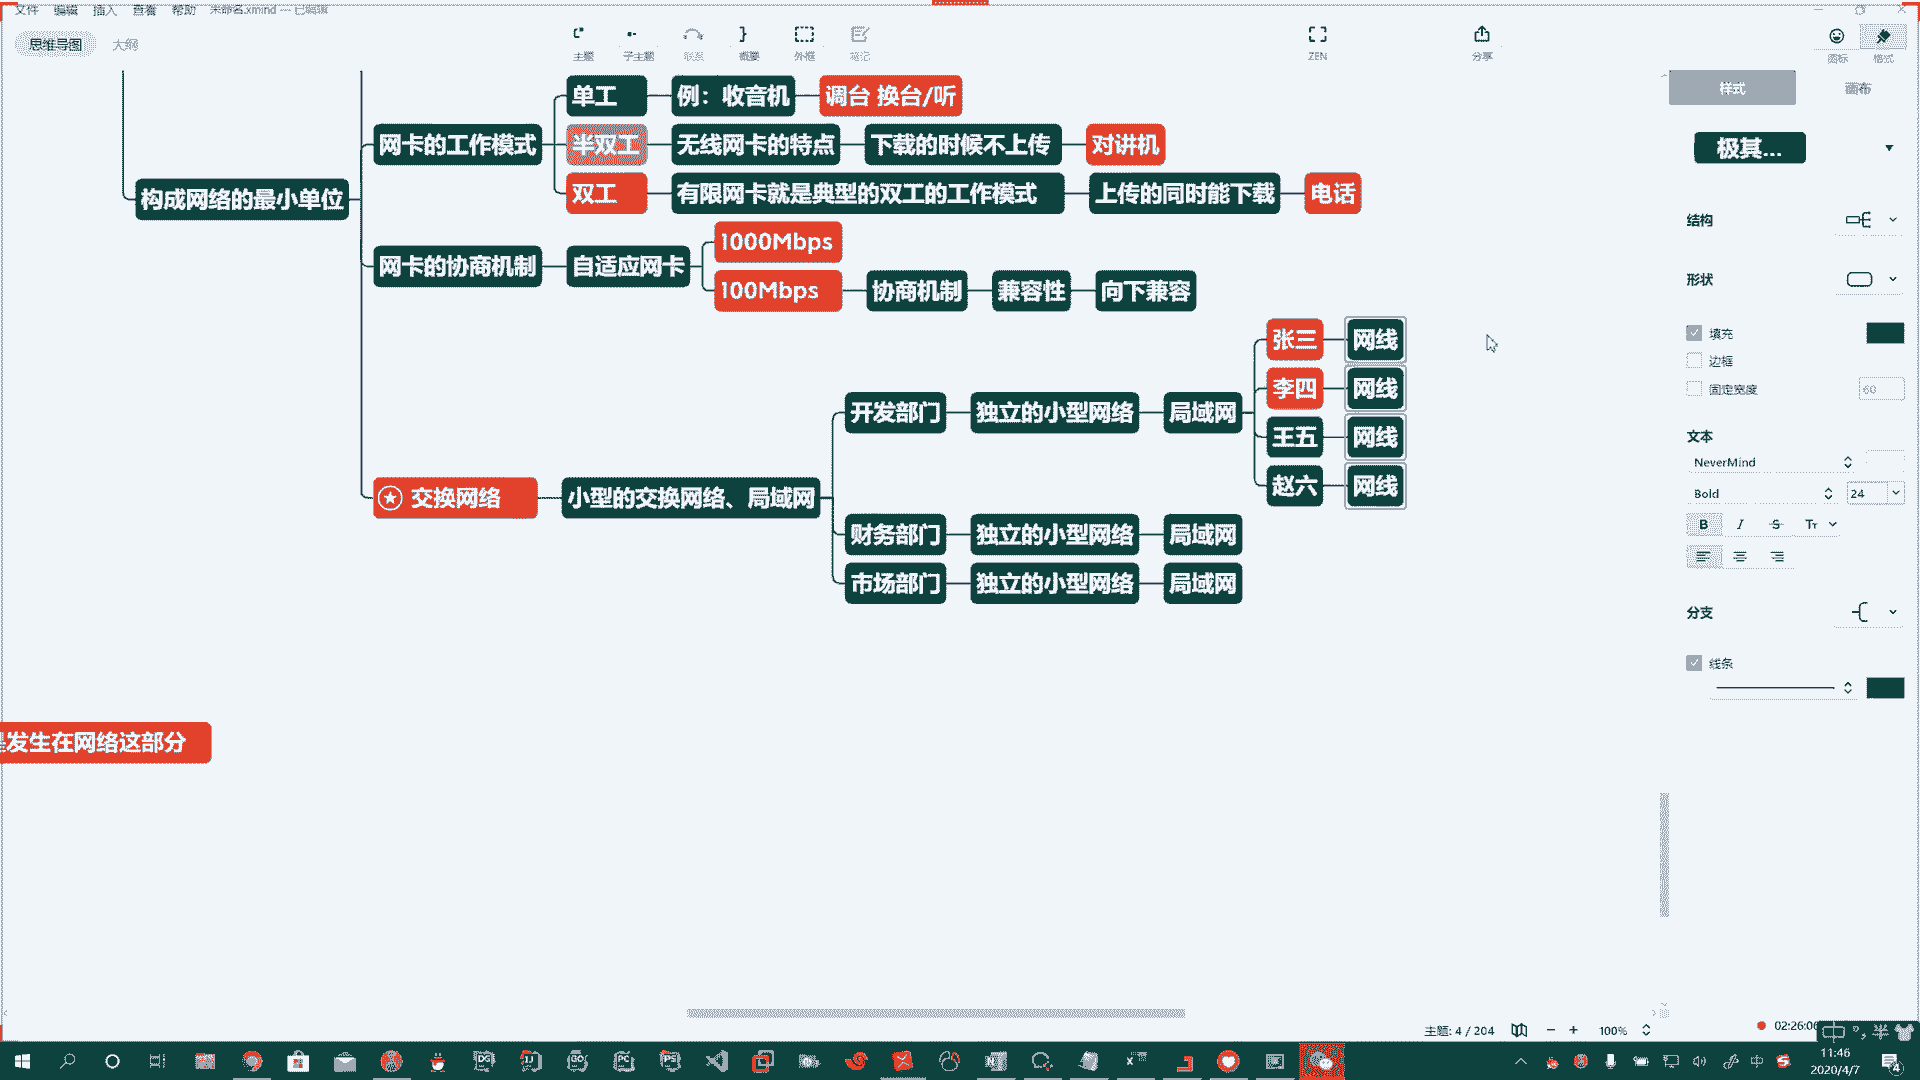 文件 编辑 插入 查看 帮助 未命名.xmind — 已编辑
思维导图 大纲
主题 子主题 联系 概要 外框 笔记 ZEN 分享 图标 格式
样式 画布
单工 例：收音机 调台 换台/听
网卡的工作模式 半双工 无线网卡的特点 下载的时候不上传 对讲机
双工 有限网卡就是典型的双工的工作模式 上传的同时能下载 电话
构成网络的最小单位
1000Mbps
网卡的协商机制 自适应网卡
100Mbps 协商机制 兼容性 向下兼容
张三 网线
李四 网线
开发部门 独立的小型网络 局域网
王五 网线
赵六 网线
交换网络 小型的交换网络、局域网
财务部门 独立的小型网络 局域网
市场部门 独立的小型网络 局域网
发生在网络这部分
极其...
结构
形状
填充
边框
固定宽度 60
文本
NeverMind
Bold 24
B I S Tт
分支
线条
主题: 4 / 204 100%
02:26:06
中
DG IJ GO PC PS
中
11:46
2020/4/7
4